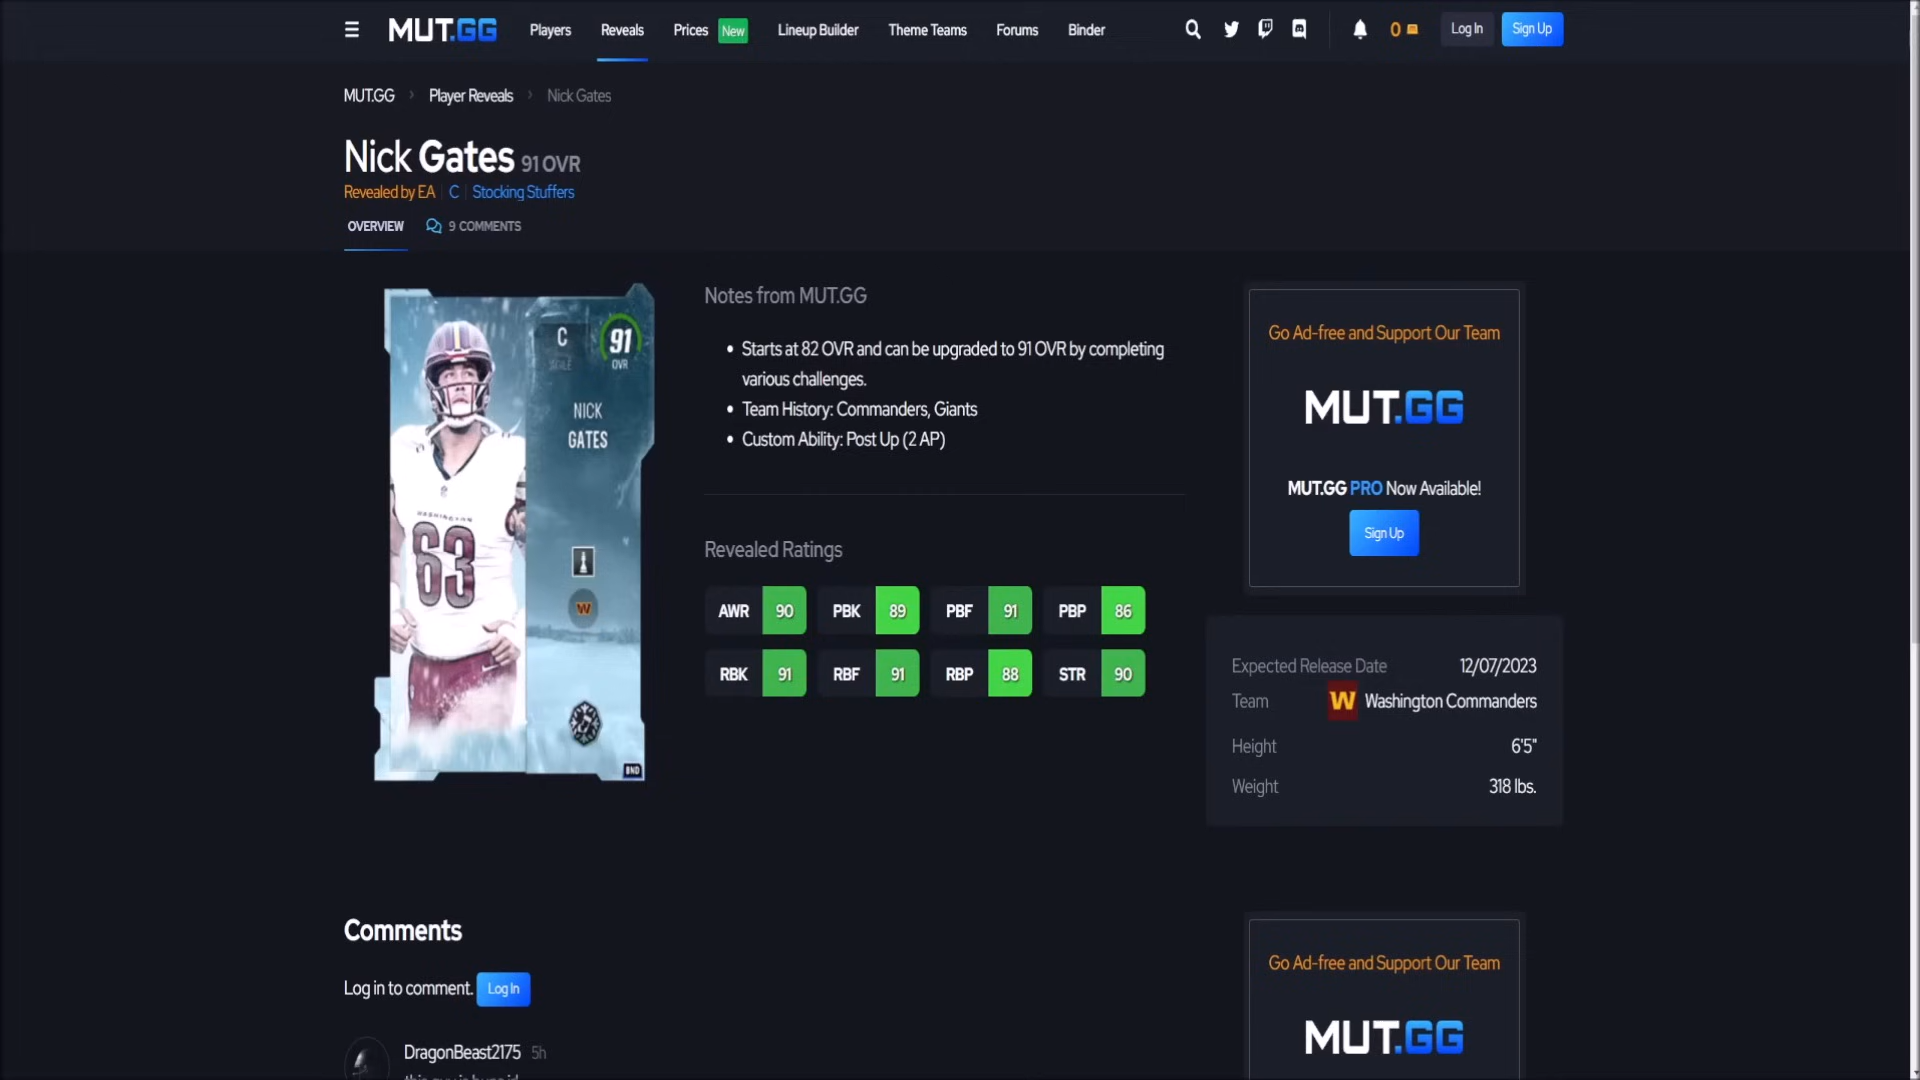 MUT.GG
Players
Reveals
Prices
New
Lineup Builder
Theme Teams
Forums
Binder
0
Log In
Sign Up
MUT.GG
Player Reveals
Nick Gates
Nick Gates 91 OVR
Revealed by EA
C
Stocking Stuffers
OVERVIEW
9 COMMENTS
C
91
OVR
NICK
GATES
WASHINGTON
63
W
BND
Notes from MUT.GG
• Starts at 82 OVR and can be upgraded to 91 OVR by completing
various challenges.
• Team History: Commanders, Giants
• Custom Ability: Post Up (2 AP)
Revealed Ratings
AWR 90
PBK 89
PBF 91
PBP 86
RBK 91
RBF 91
RBP 88
STR 90
Go Ad-free and Support Our Team
MUT.GG
MUT.GG PRO Now Available!
Sign Up
Expected Release Date 12/07/2023
Team W Washington Commanders
Height 6'5"
Weight 318 lbs.
Comments
Log in to comment. Log In
DragonBeast2175 5h
Go Ad-free and Support Our Team
MUT.GG